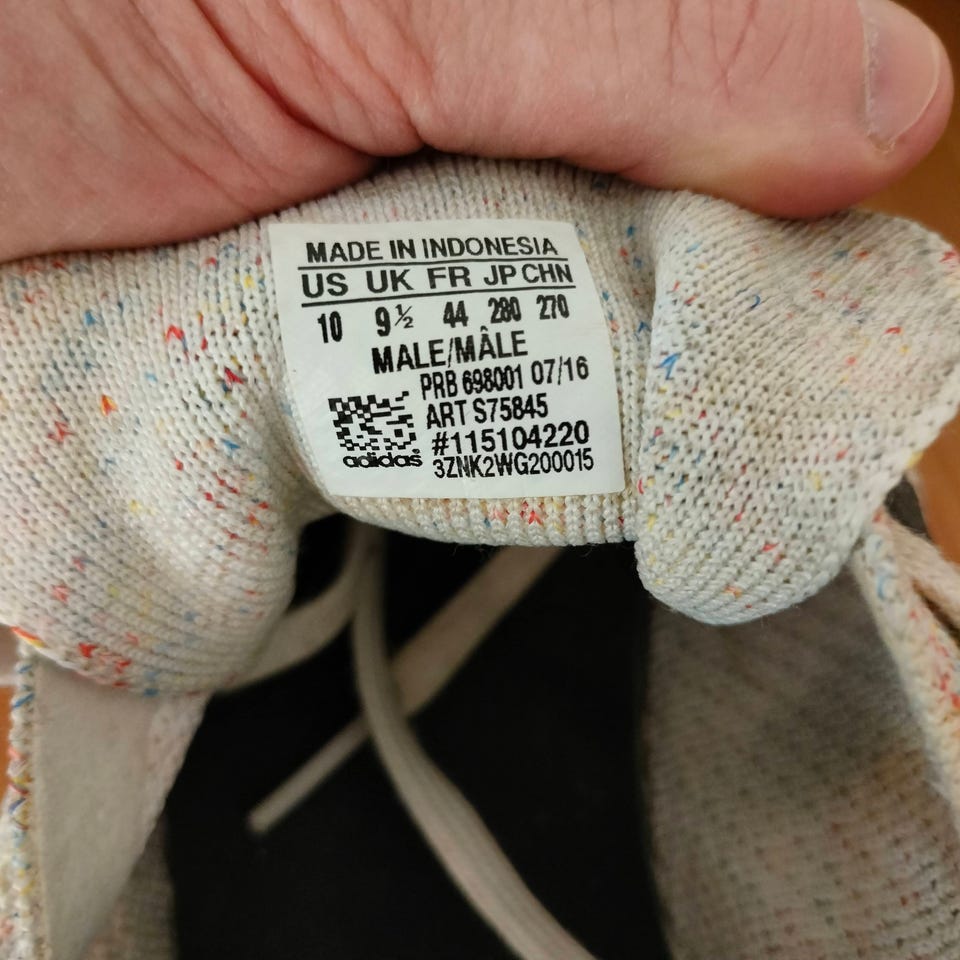 MADE IN INDONESIA
US UK FR JP CHN
10 9½ 44 280 270
MALE/MÂLE
PRB 698001 07/16
ART S75845
#115104220
adidas 3ZNK2WG200015